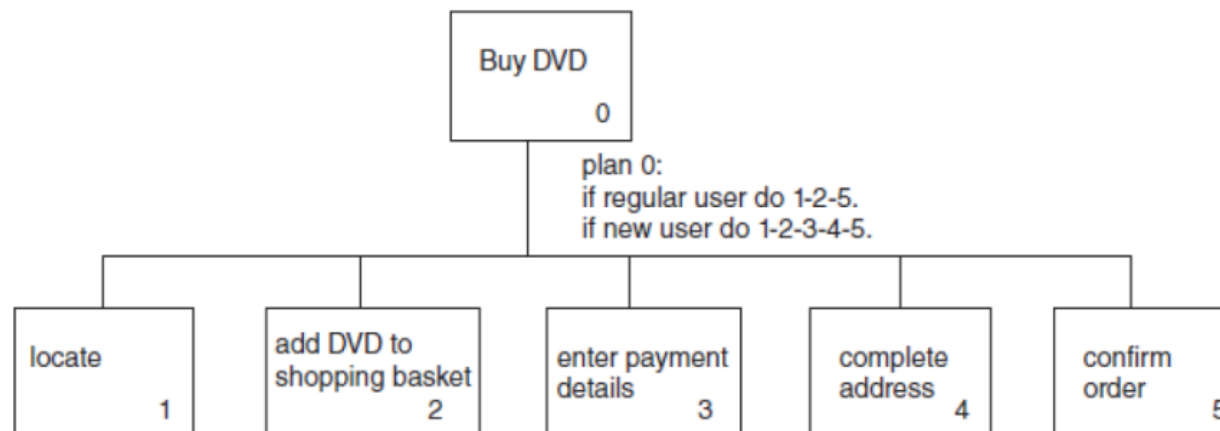 Buy DVD
0
plan 0:
if regular user do 1-2-5.
if new user do 1-2-3-4-5.
locate
1
add DVD to
shopping basket
2
enter payment
details
3
complete
address
4
confirm
order
5